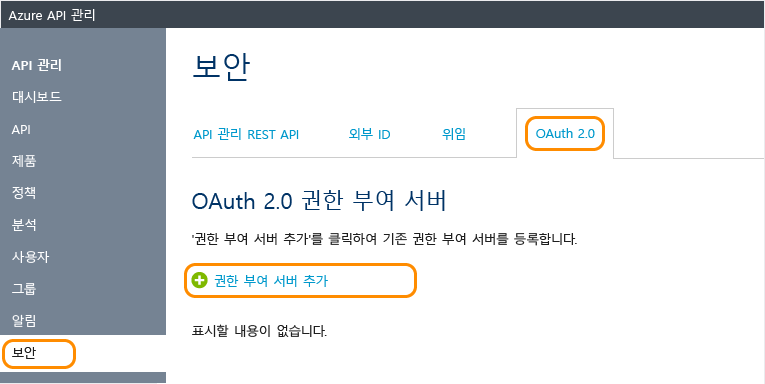 Azure API 관리
API 관리
대시보드
API
제품
정책
분석
사용자
그룹
알림
보안
보안
API 관리 REST API 외부 ID 위임 OAuth 2.0
OAuth 2.0 권한 부여 서버
'권한 부여 서버 추가'를 클릭하여 기존 권한 부여 서버를 등록합니다.
권한 부여 서버 추가
표시할 내용이 없습니다.